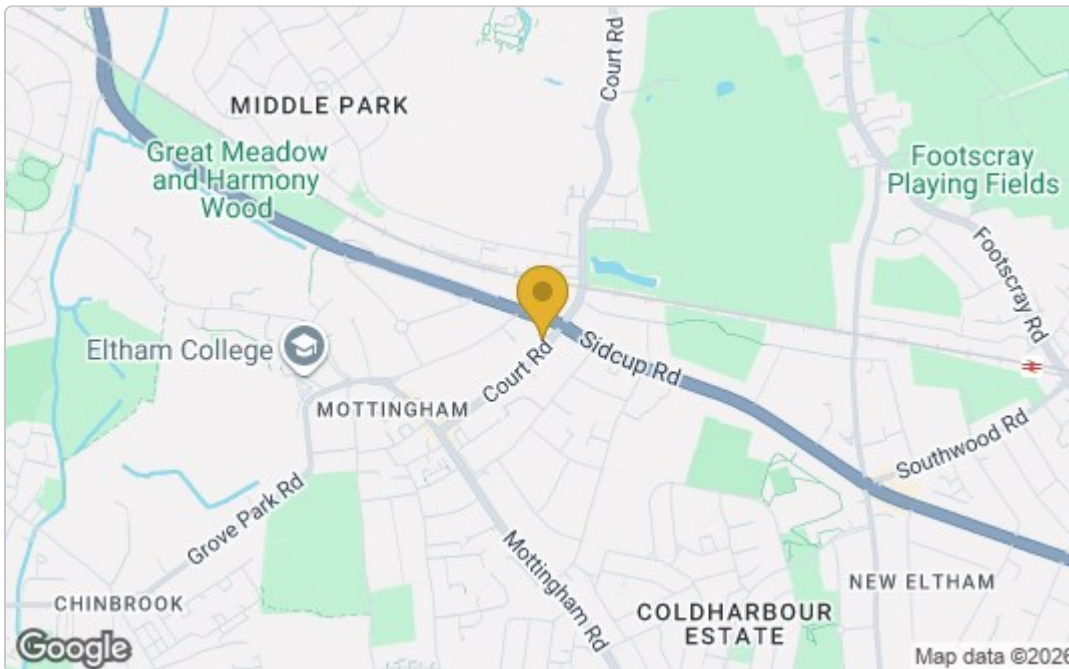 Court Rd
MIDDLE PARK
Great Meadow
and Harmony
Wood
Footscray
Playing Fields
Footscray Rd
Eltham College
Sidcup Rd
Court Rd
MOTTINGHAM
Southwood Rd
Grove Park Rd
Mottingham Rd
NEW ELTHAM
CHINBROOK
COLDHARBOUR
ESTATE
Google
Map data ©2026